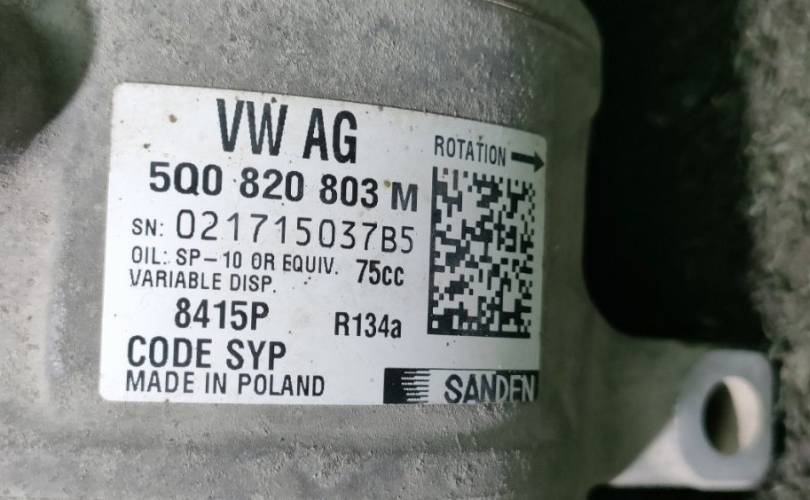 VW AG
ROTATION
5Q0 820 803 M
SN: 021715037B5
OIL: SP-10 OR EQUIV. 75cc
VARIABLE DISP.
8415P R134a
CODE SYP
MADE IN POLAND
SANDEN